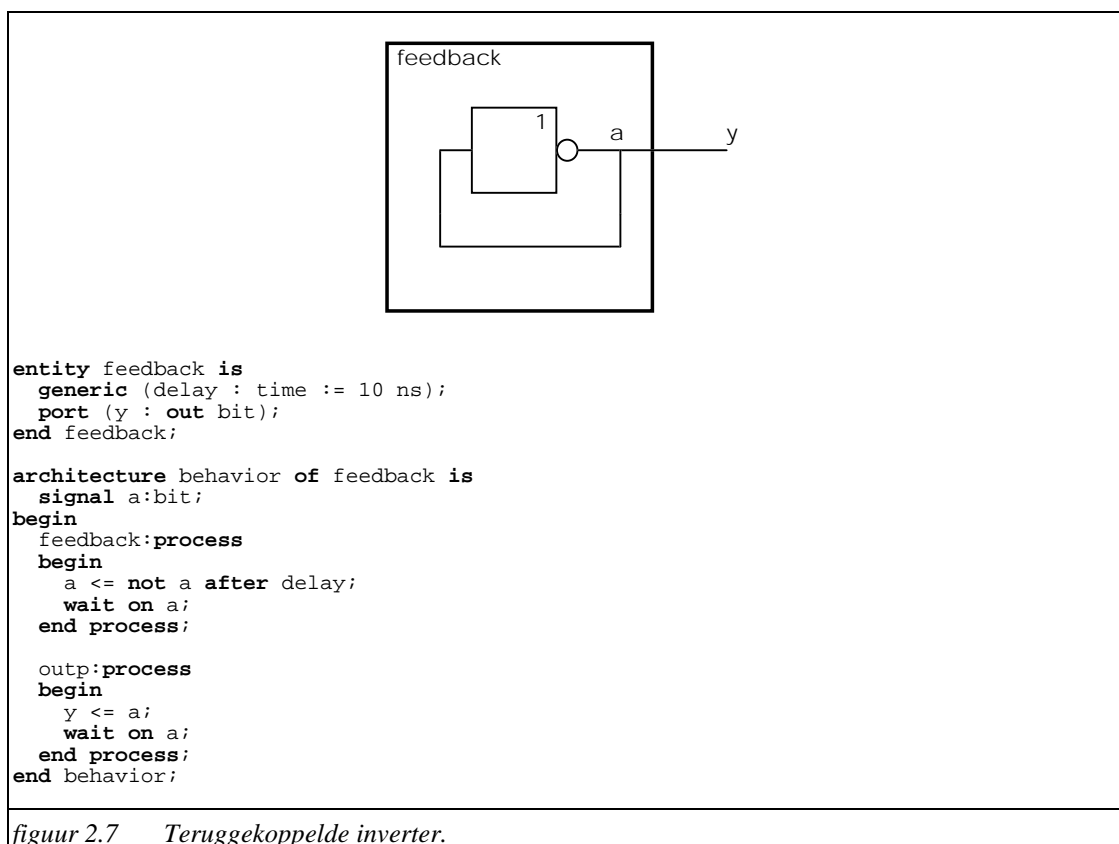 feedback
1
a
y
entity feedback is
  generic (delay : time := 10 ns);
  port (y : out bit);
end feedback;

architecture behavior of feedback is
  signal a:bit;
begin
  feedback:process
  begin
    a <= not a after delay;
    wait on a;
  end process;

  outp:process
  begin
    y <= a;
    wait on a;
  end process;
end behavior;
figuur 2.7 Teruggekoppelde inverter.